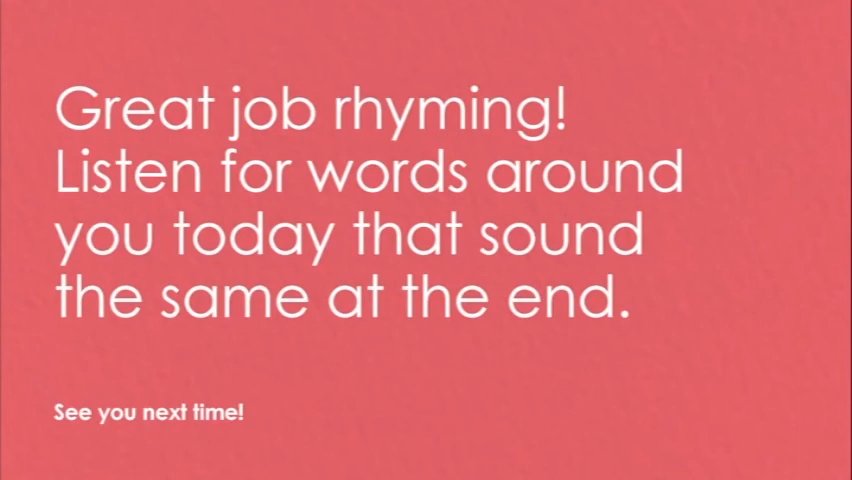 Great job rhyming!
Listen for words around
you today that sound
the same at the end.
See you next time!